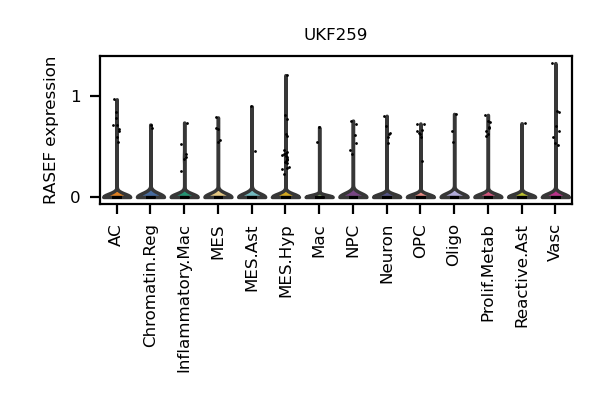 UKF259
RASEF expression
1
0
AC
Chromatin.Reg
Inflammatory.Mac
MES
MES.Ast
MES.Hyp
Mac
NPC
Neuron
OPC
Oligo
Prolif.Metab
Reactive.Ast
Vasc